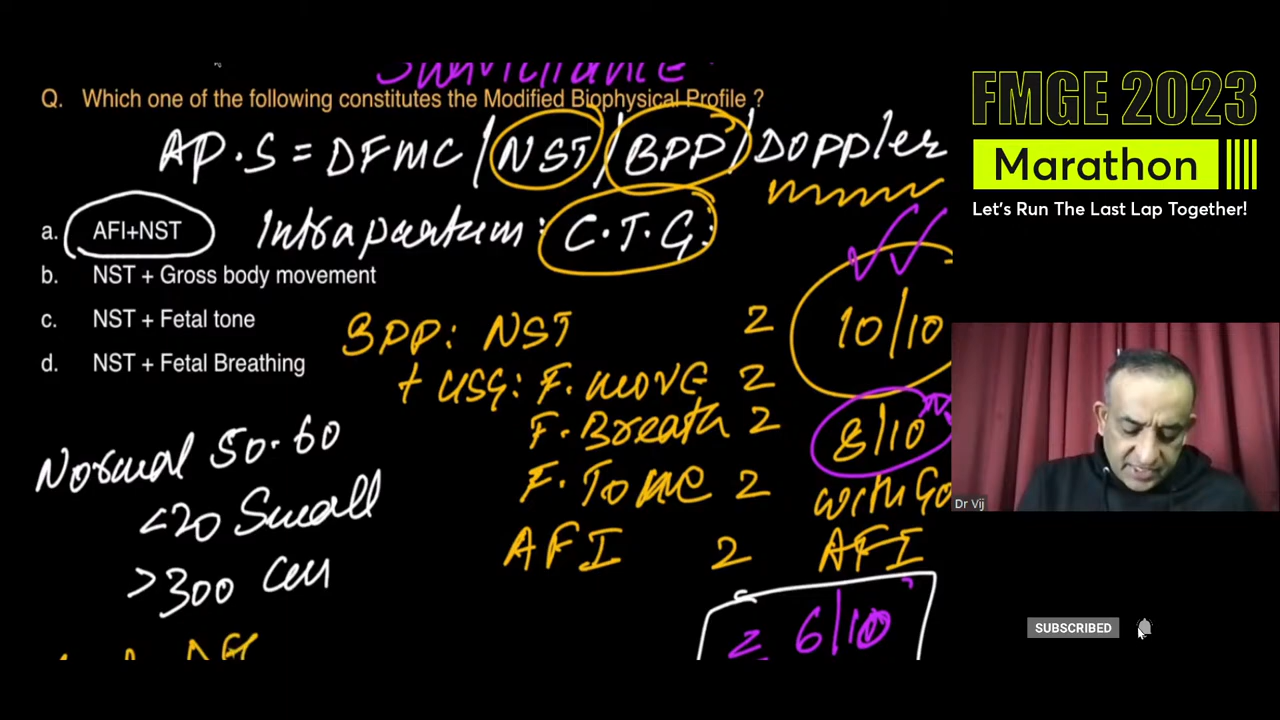 Surveillance
Q. Which one of the following constitutes the Modified Biophysical Profile ?
AP.S = DFMC / NST / BPP / Doppler
a. AFI+NST
Intrapartum: C.T.G.
b. NST + Gross body movement
c. NST + Fetal tone
d. NST + Fetal Breathing
BPP: NST 2
+ USG: F. move 2
F. Breath 2
F. Tone 2
AFI 2
10/10
8/10
with Go
AFI
≤ 6/10
Normal 50-60
<20 Small
>300
FMGE 2023
Marathon
Let's Run The Last Lap Together!
Dr Vij
SUBSCRIBED